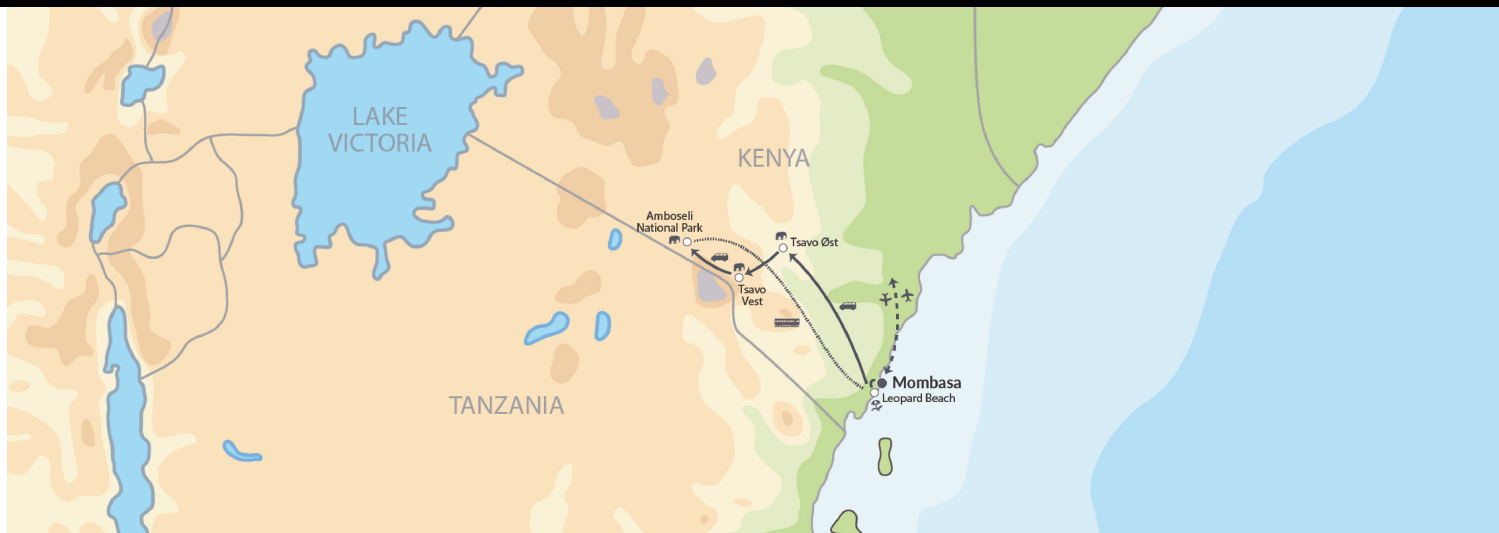 LAKE
VICTORIA
KENYA
Amboseli
National Park
Tsavo Øst
Tsavo
Vest
Mombasa
Leopard Beach
TANZANIA